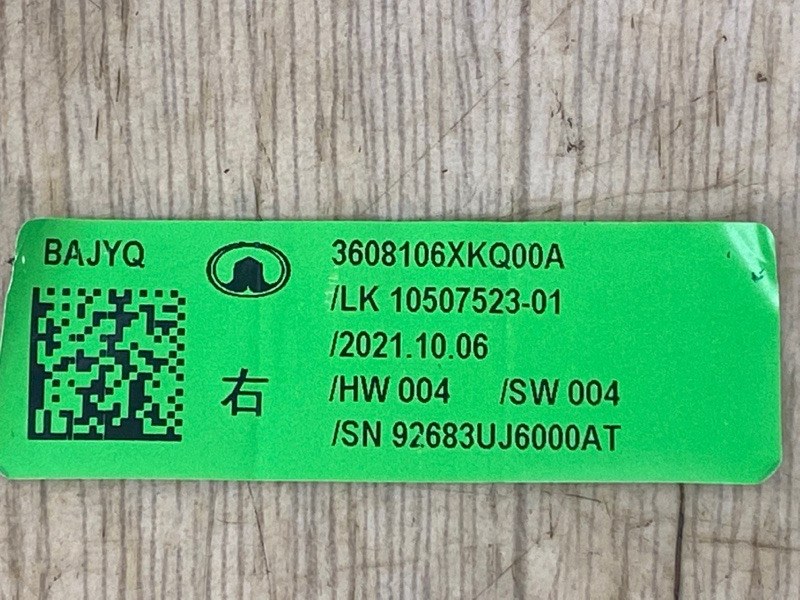 BAJYQ
3608106XKQ00A
/LK 10507523-01
/2021.10.06
右
/HW 004 /SW 004
/SN 92683UJ6000AT